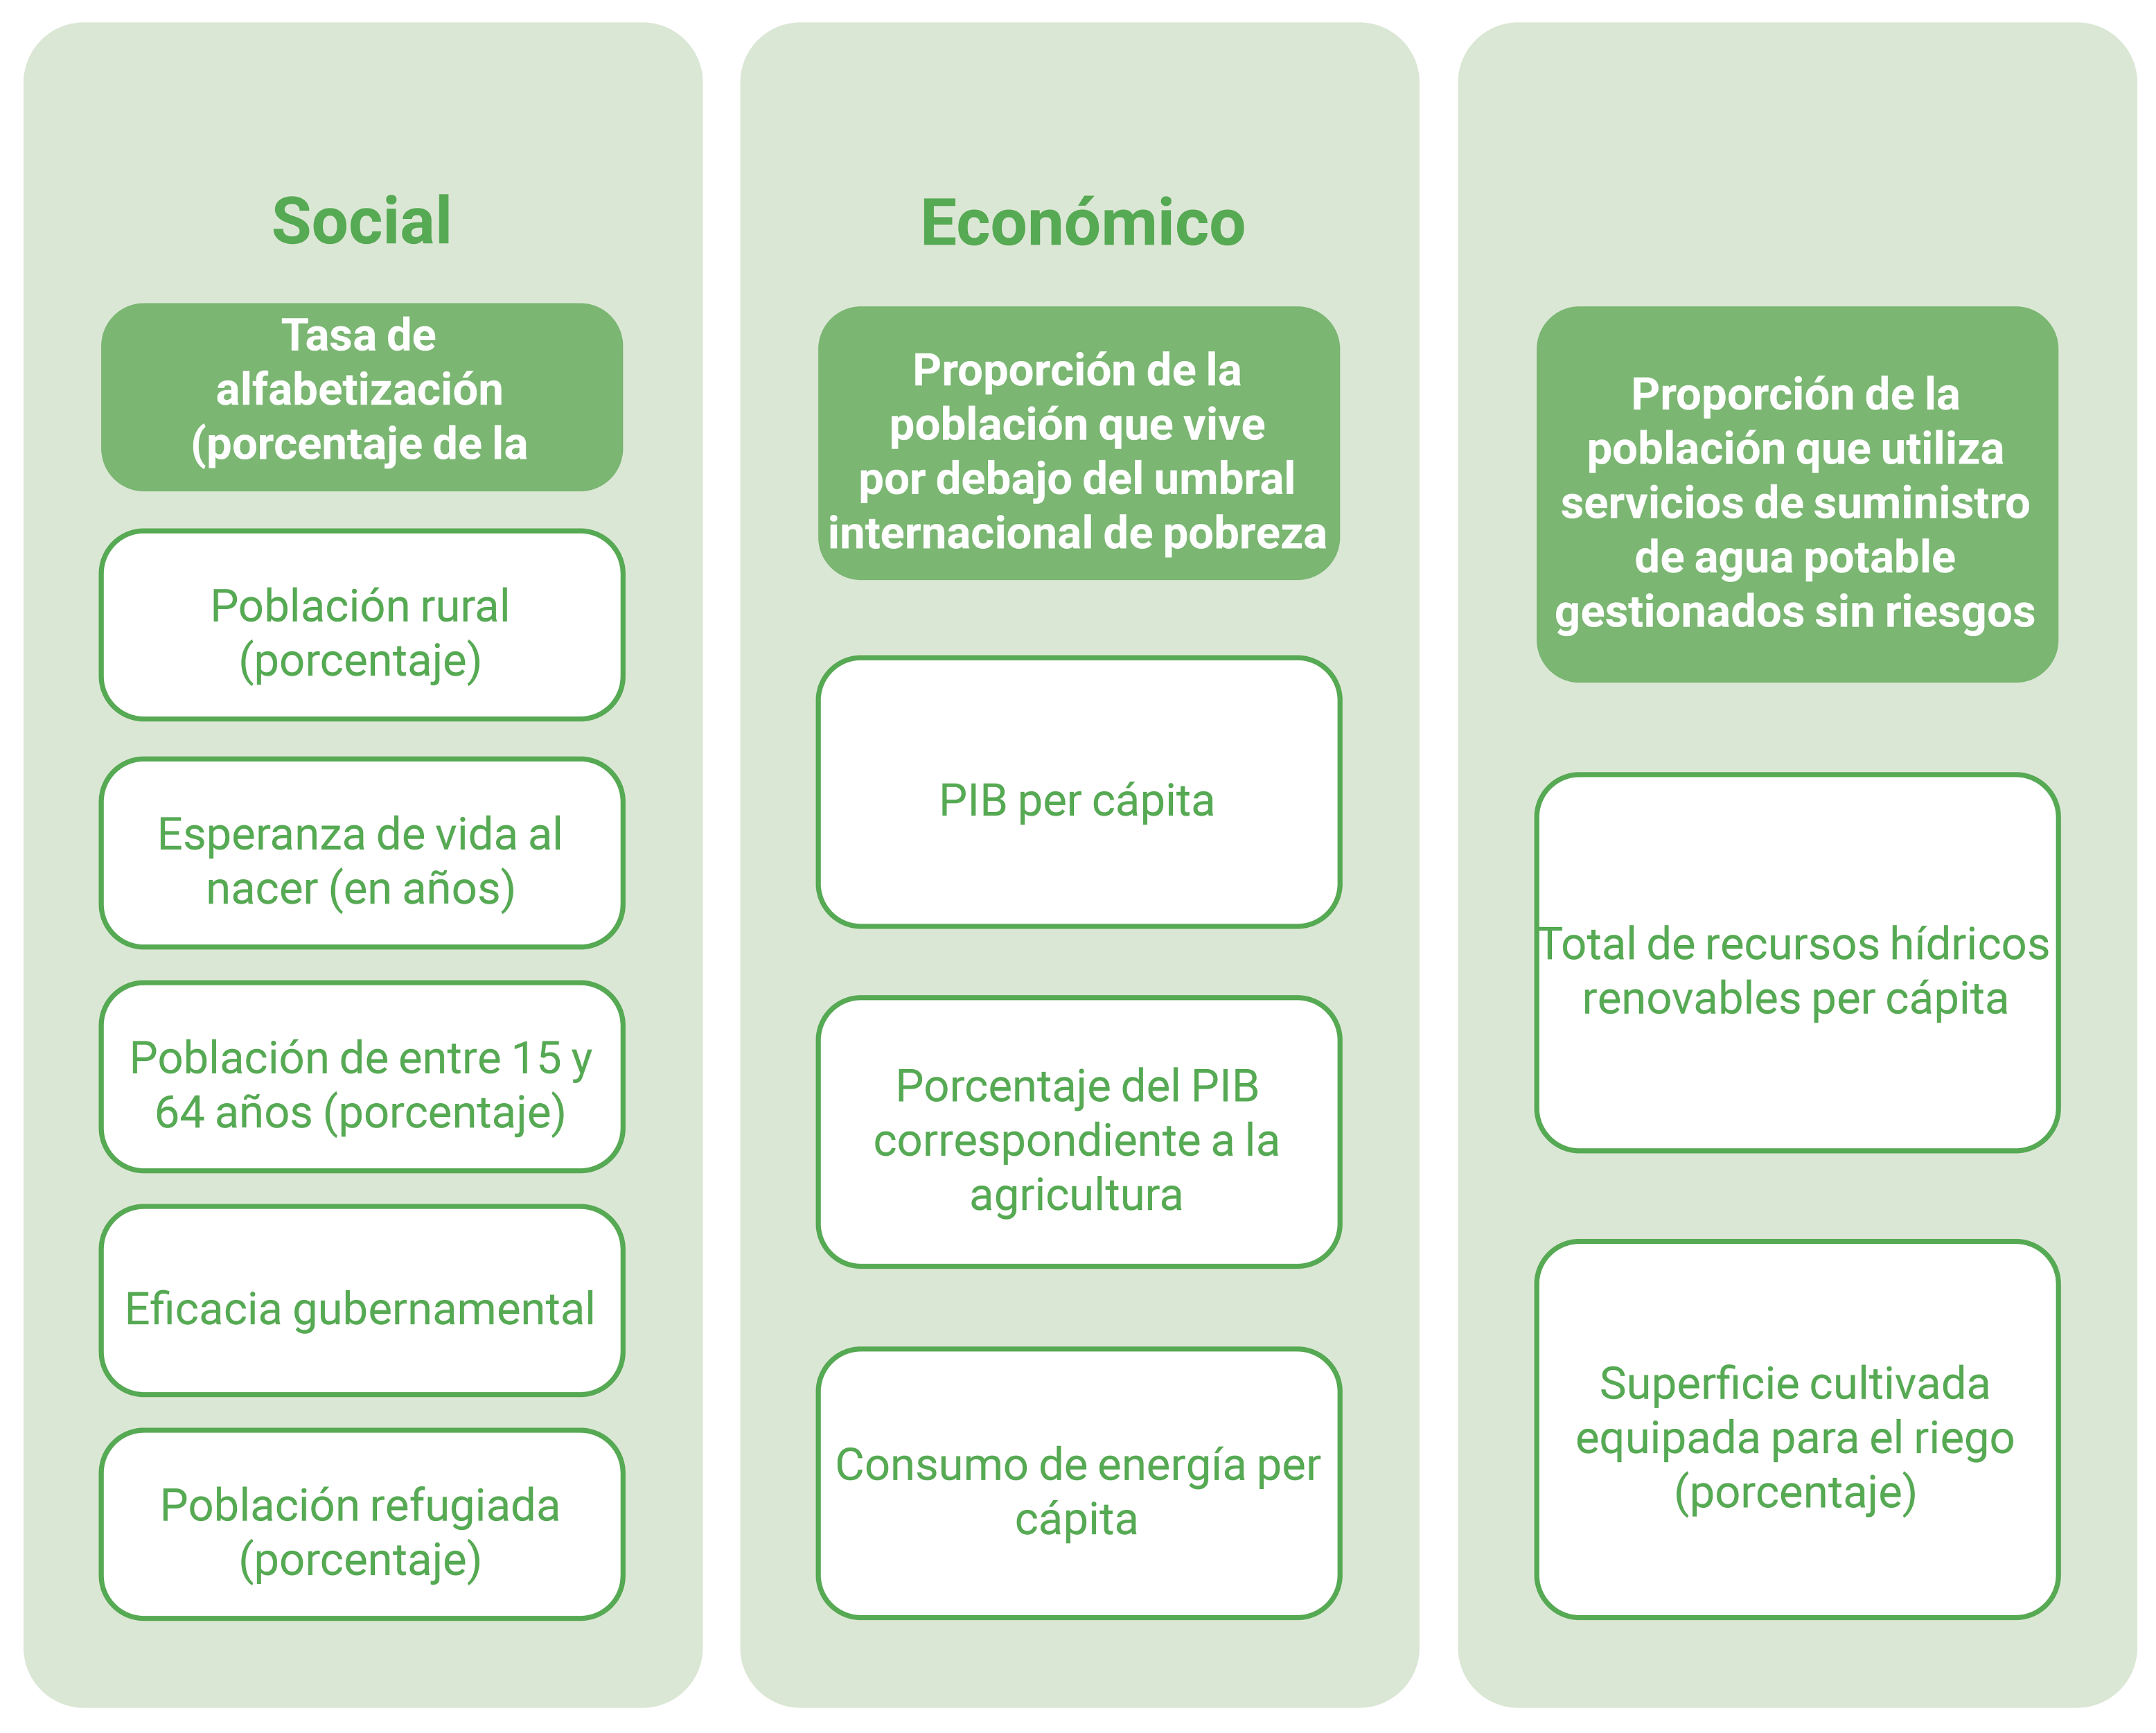 Social
Tasa de
alfabetización
(porcentaje de la
Población rural
(porcentaje)
Esperanza de vida al
nacer (en años)
Población de entre 15 y
64 años (porcentaje)
Eficacia gubernamental
Población refugiada
(porcentaje)
Económico
Proporción de la
población que vive
por debajo del umbral
internacional de pobreza
PIB per cápita
Porcentaje del PIB
correspondiente a la
agricultura
Consumo de energía per
cápita
Proporción de la
población que utiliza
servicios de suministro
de agua potable
gestionados sin riesgos
Total de recursos hídricos
renovables per cápita
Superficie cultivada
equipada para el riego
(porcentaje)